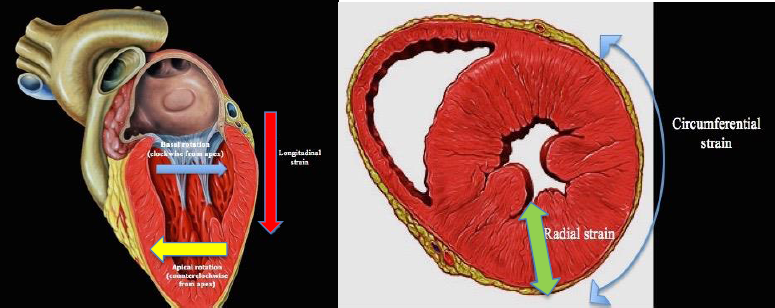 Basal rotation
(clockwise from apex)
Longitudinal
strain
Apical rotation
(counterclockwise
from apex)
Circumferential
strain
Radial strain